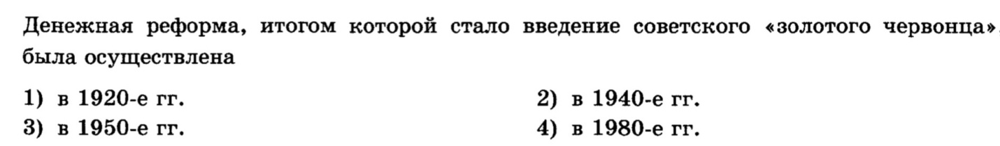 Денежная реформа, итогом которой стало введение советского «золотого червонца»,
была осуществлена
1) в 1920-е гг. 2) в 1940-е гг.
3) в 1950-е гг. 4) в 1980-е гг.